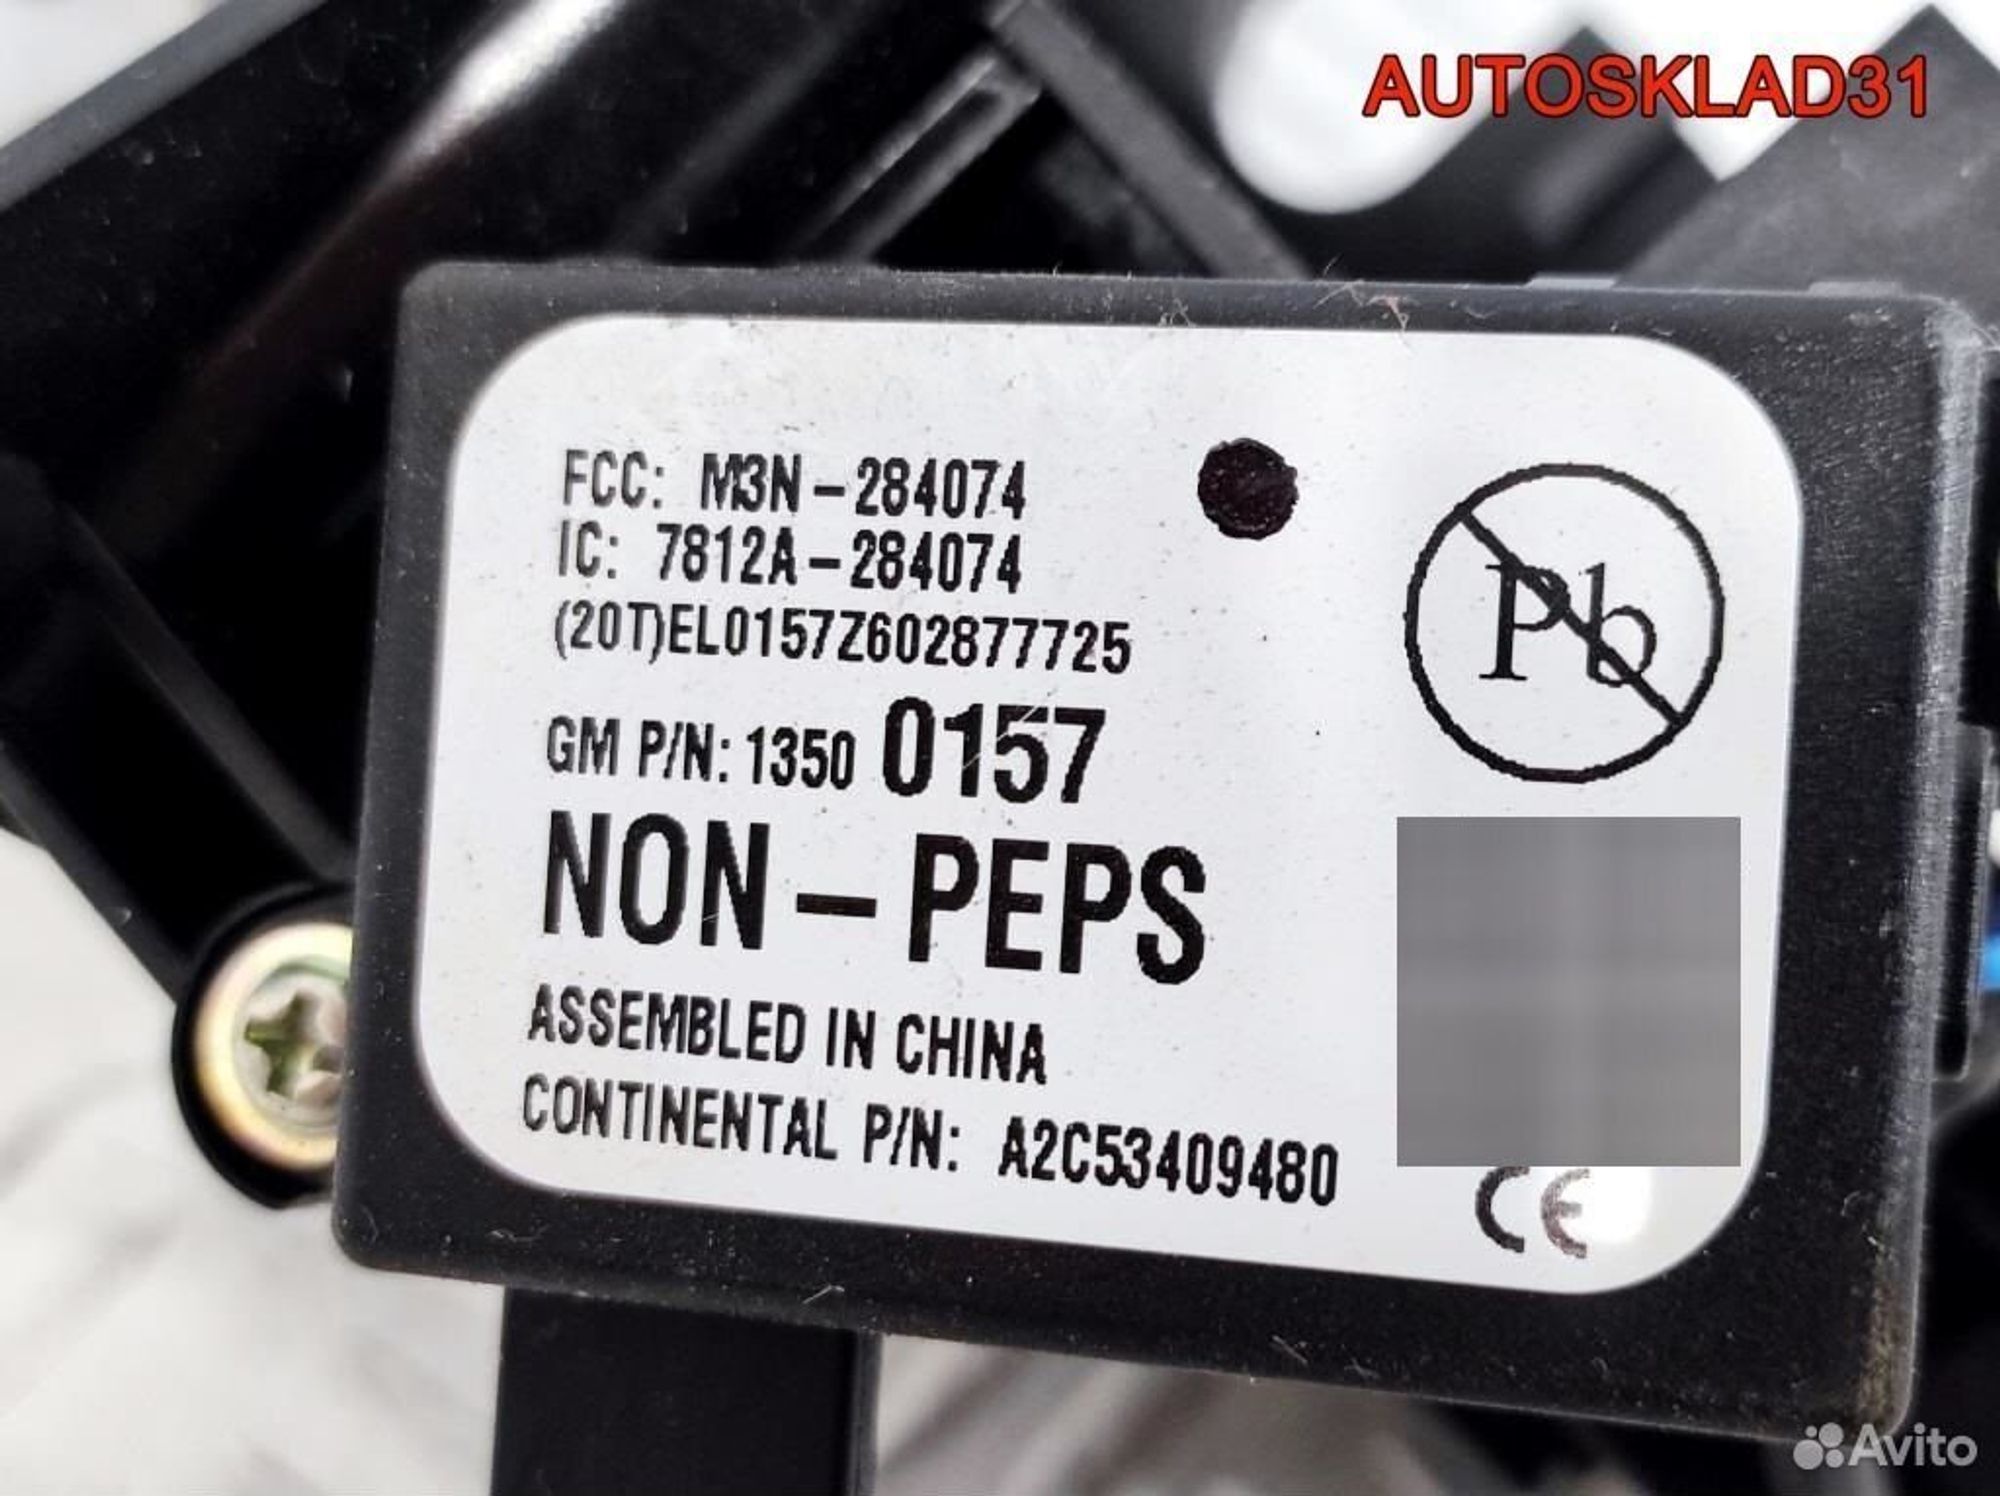 AUTOSKLAD31
FCC: M3N-284074
IC: 7812A-284074
(20T)EL0157Z602877725
Pb
GM P/N: 1350 0157
NON-PEPS
ASSEMBLED IN CHINA
CONTINENTAL P/N: A2C53409480
CE
Avito